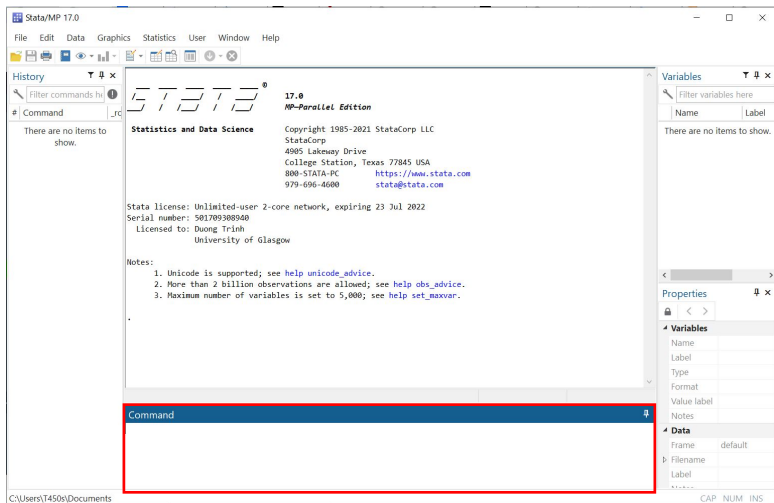 Stata/MP 17.0
File Edit Data Graphics Statistics User Window Help
History
Filter commands he
# Command _rc
There are no items to
show.
®
17.0
MP—Parallel Edition
Statistics and Data Science Copyright 1985-2021 StataCorp LLC
StataCorp
4905 Lakeway Drive
College Station, Texas 77845 USA
800-STATA-PC https://www.stata.com
979-696-4600 stata@stata.com
Stata license: Unlimited-user 2-core network, expiring 23 Jul 2022
Serial number: 501709308940
Licensed to: Duong Trinh
University of Glasgow
Notes:
1. Unicode is supported; see help unicode_advice.
2. More than 2 billion observations are allowed; see help obs_advice.
3. Maximum number of variables is set to 5,000; see help set_maxvar.
.
Command
Variables
Filter variables here
Name Label
There are no items to show.
Properties
Variables
Name
Label
Type
Format
Value label
Notes
Data
Frame default
Filename
Label
C:\Users\T450s\Documents
CAP NUM INS